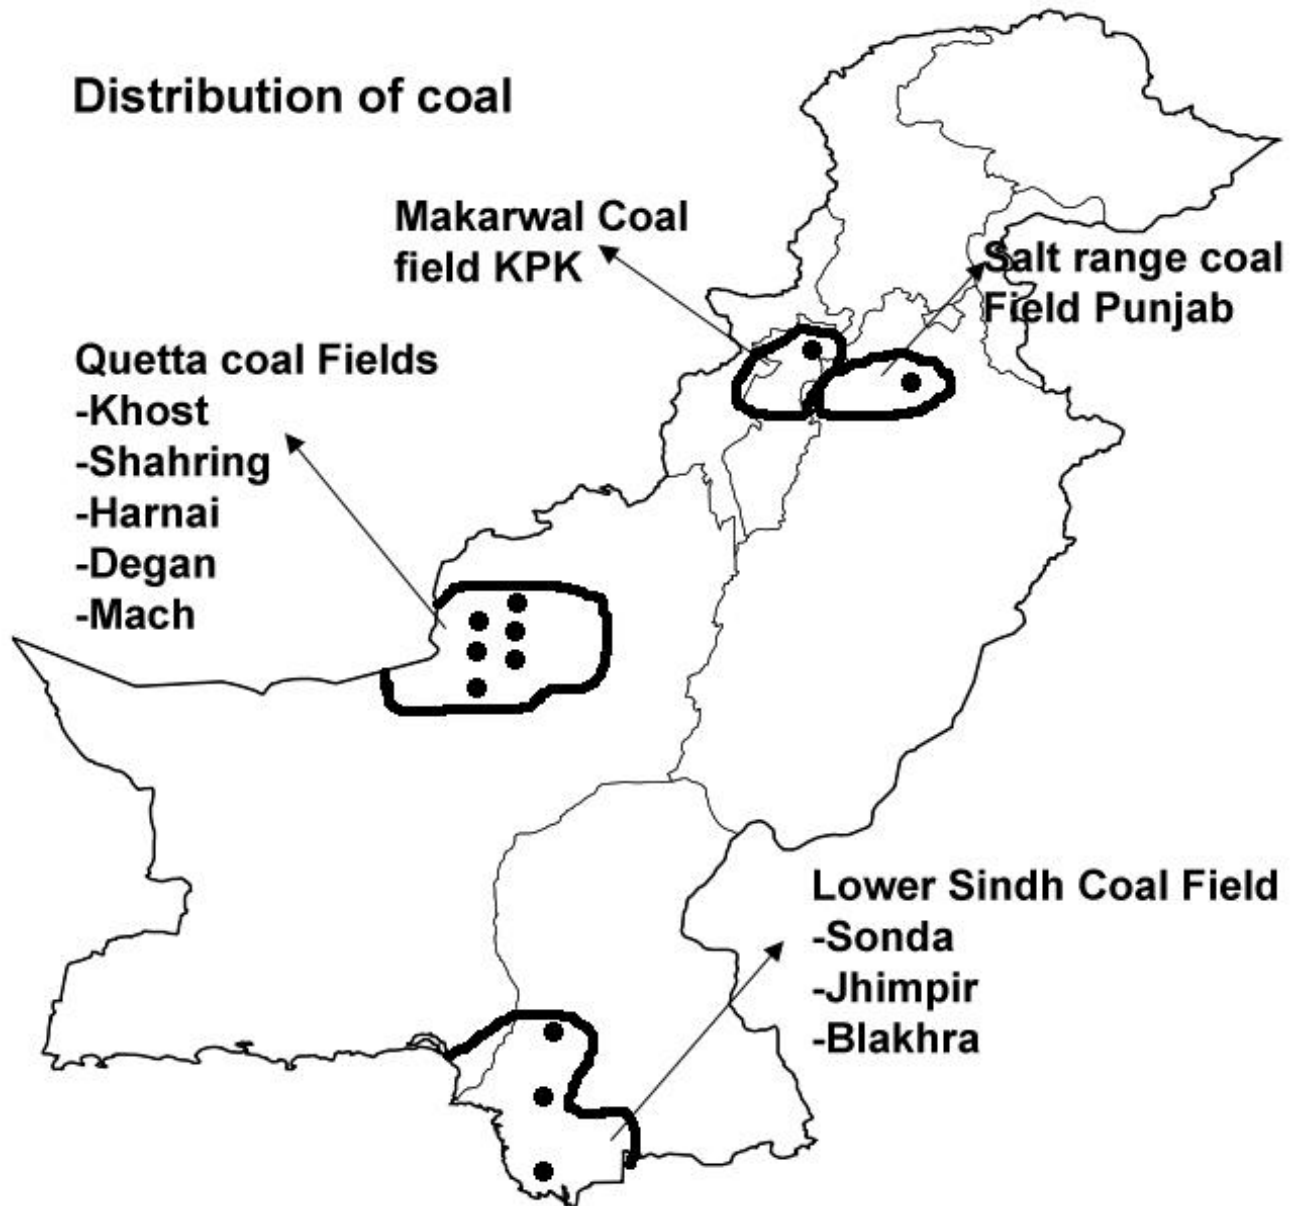 Distribution of coal
Makarwal Coal
field KPK
Salt range coal
Field Punjab
Quetta coal Fields
-Khost
-Shahring
-Harnai
-Degan
-Mach
Lower Sindh Coal Field
-Sonda
-Jhimpir
-Blakhra